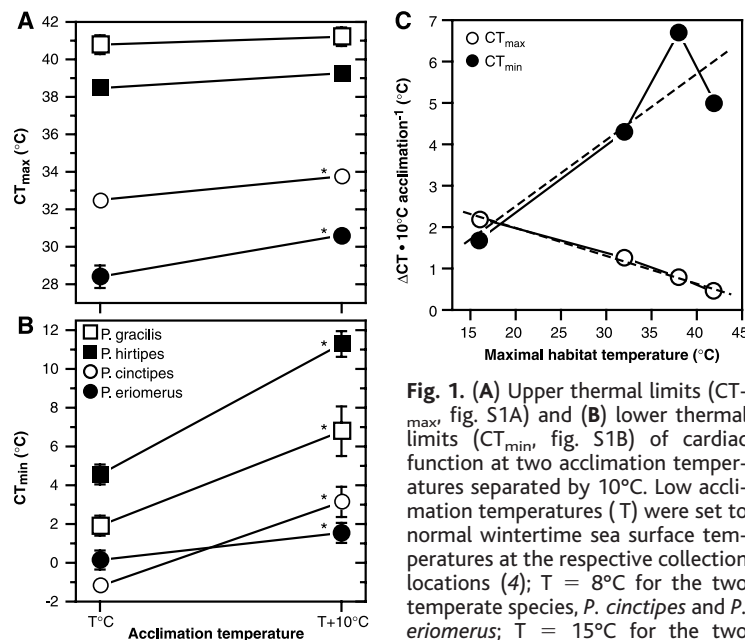 A
42
40
38
36
34
32
30
28
CTmax (°C)
*
*
B
12
10
8
6
4
2
0
-2
CTmin (°C)
P. gracilis
P. hirtipes
P. cinctipes
P. eriomerus
*
*
*
*
T°C
T+10°C
Acclimation temperature
C
7
6
5
4
3
2
1
0
ΔCT • 10°C acclimation-1 (°C)
CTmax
CTmin
15 20 25 30 35 40 45
Maximal habitat temperature (°C)
Fig. 1. (A) Upper thermal limits (CT-
max, fig. S1A) and (B) lower thermal
limits (CTmin, fig. S1B) of cardiac
function at two acclimation temper-
atures separated by 10°C. Low accli-
mation temperatures (T) were set to
normal wintertime sea surface tem-
peratures at the respective collection
locations (4); T = 8°C for the two
temperate species, P. cinctipes and P.
eriomerus; T = 15°C for the two